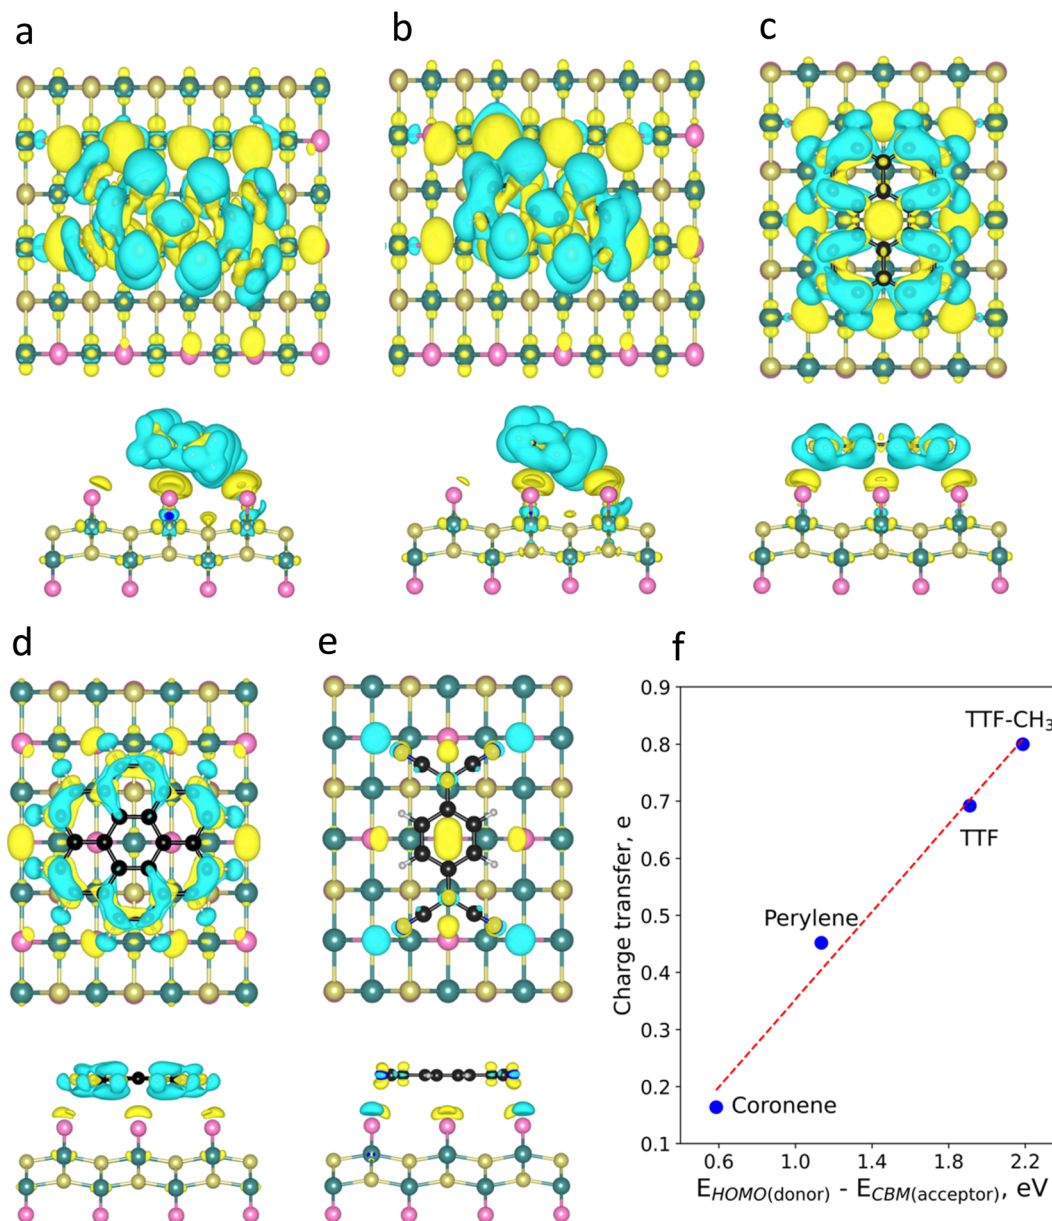 a
b
c
d
e
f
0.9
0.8
0.7
0.6
0.5
0.4
0.3
0.2
0.1
Charge transfer, e
TTF-CH₃
TTF
Perylene
Coronene
0.6 1.0 1.4 1.8 2.2
E_HOMO(donor) - E_CBM(acceptor), eV